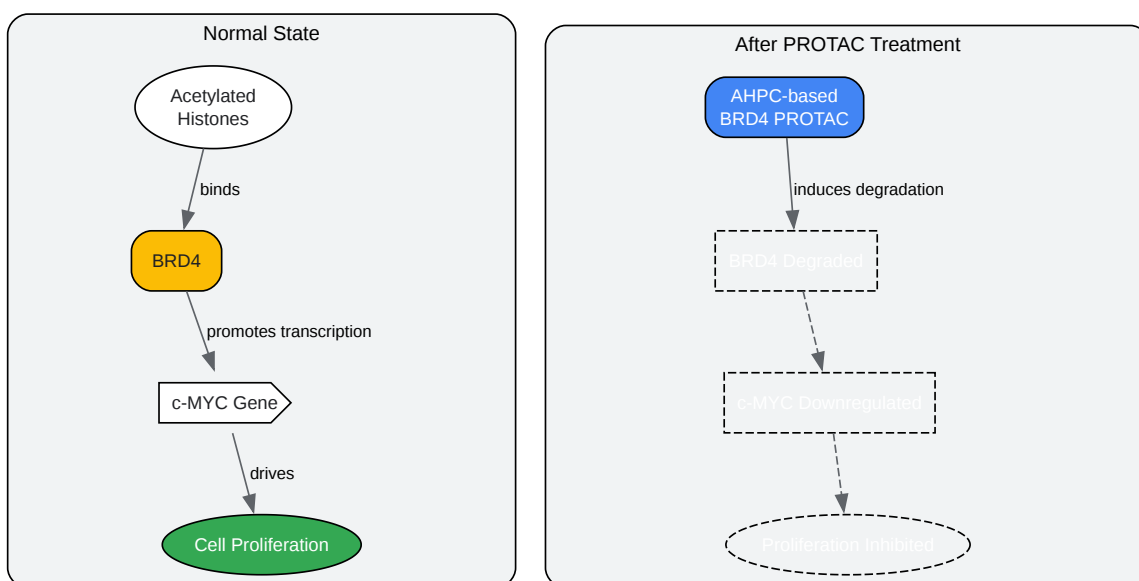 Normal State
Acetylated
Histones
binds
BRD4
promotes transcription
c-MYC Gene
drives
Cell Proliferation
After PROTAC Treatment
AHPC-based
BRD4 PROTAC
induces degradation
BRD4 Degraded
c-MYC Downregulated
Proliferation Inhibited